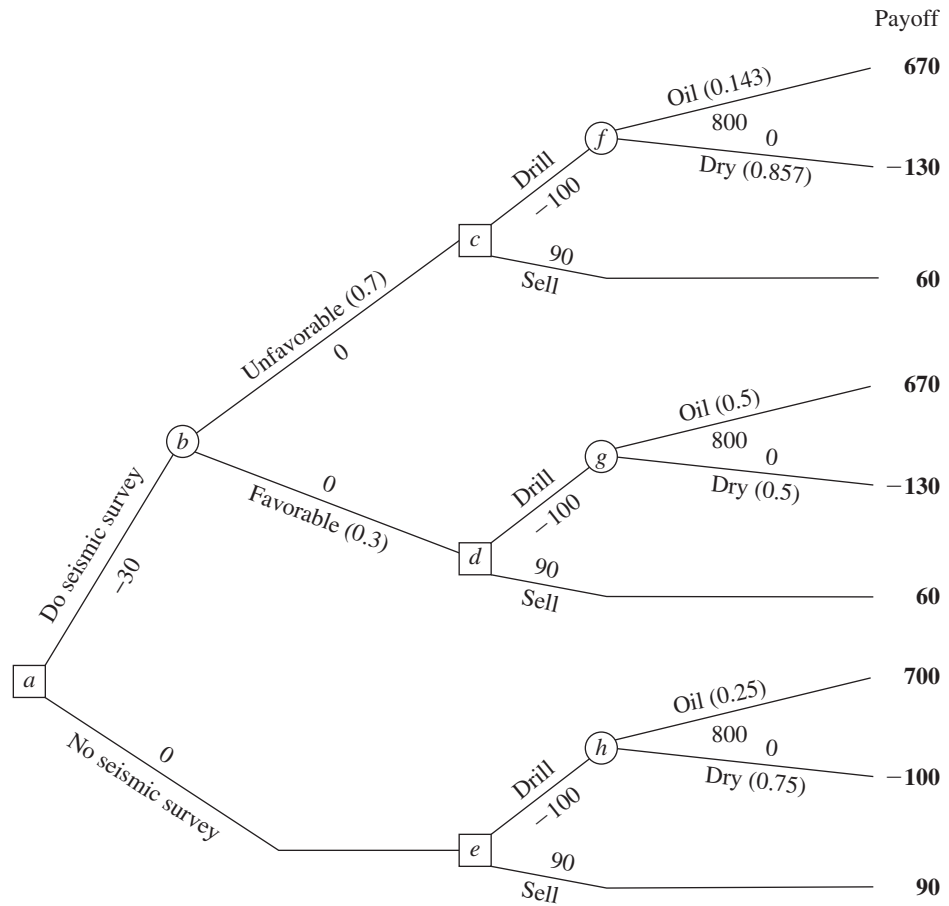 Payoff
670
Oil (0.143)
800
0
f
Dry (0.857)
−130
Drill
−100
c
90
Sell
60
Unfavorable (0.7)
0
670
Oil (0.5)
800
0
g
Dry (0.5)
−130
Drill
−100
b
0
Favorable (0.3)
d
90
Sell
60
Do seismic survey
−30
a
700
Oil (0.25)
800
0
h
Dry (0.75)
−100
Drill
−100
0
No seismic survey
e
90
Sell
90